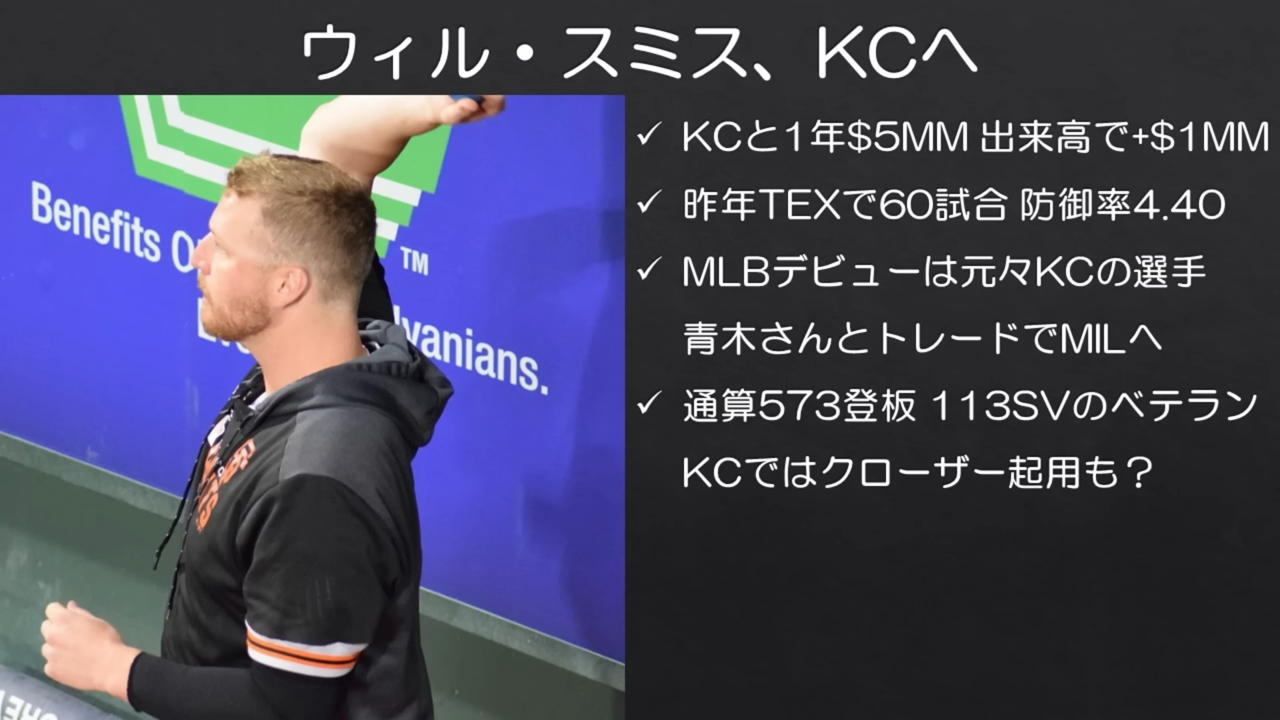 ウィル・スミス、KCへ
✓ KCと1年$5MM 出来高で+$1MM
✓ 昨年TEXで60試合 防御率4.40
✓ MLBデビューは元々KCの選手
青木さんとトレードでMILへ
✓ 通算573登板 113SVのベテラン
KCではクローザー起用も？
Benefits
TM
lvanians.